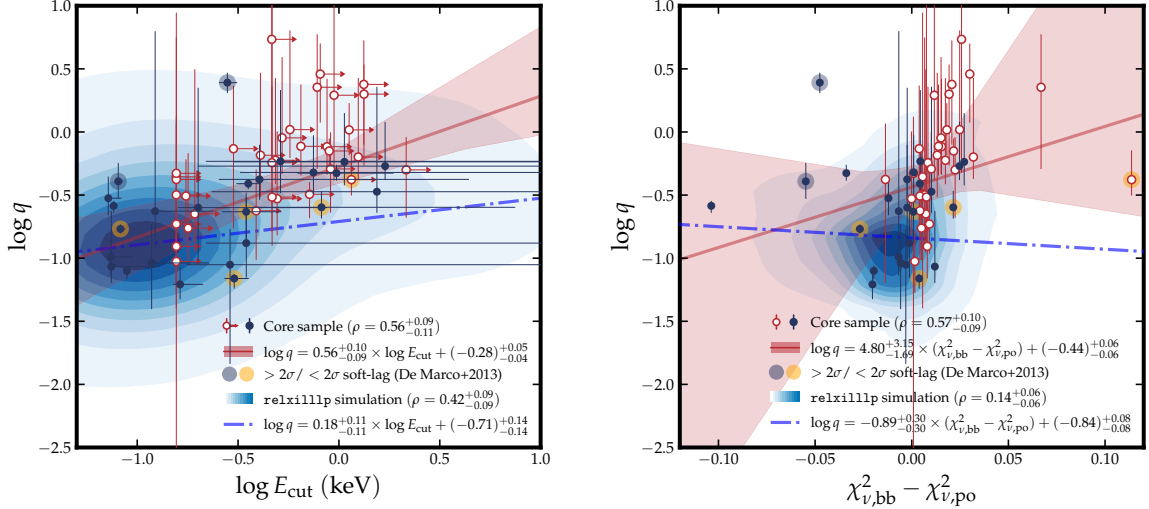 log q
1.0
0.5
0.0
−0.5
−1.0
−1.5
−2.0
−2.5
Core sample (ρ = 0.56^{+0.09}_{−0.11})
log q = 0.56^{+0.10}_{−0.09} × log E_cut + (−0.28)^{+0.05}_{−0.04}
> 2σ/ < 2σ soft-lag (De Marco+2013)
relxilllp simulation (ρ = 0.42^{+0.09}_{−0.09})
log q = 0.18^{+0.11}_{−0.11} × log E_cut + (−0.71)^{+0.14}_{−0.14}
−1.0 −0.5 0.0 0.5 1.0
log E_cut (keV)
log q
1.0
0.5
0.0
−0.5
−1.0
−1.5
−2.0
−2.5
Core sample (ρ = 0.57^{+0.10}_{−0.09})
log q = 4.80^{+3.15}_{−1.69} × (χ²_{ν,bb} − χ²_{ν,po}) + (−0.44)^{+0.06}_{−0.06}
> 2σ/ < 2σ soft-lag (De Marco+2013)
relxilllp simulation (ρ = 0.14^{+0.06}_{−0.06})
log q = −0.89^{+0.30}_{−0.30} × (χ²_{ν,bb} − χ²_{ν,po}) + (−0.84)^{+0.08}_{−0.08}
−0.10 −0.05 0.00 0.05 0.10
χ²_{ν,bb} − χ²_{ν,po}